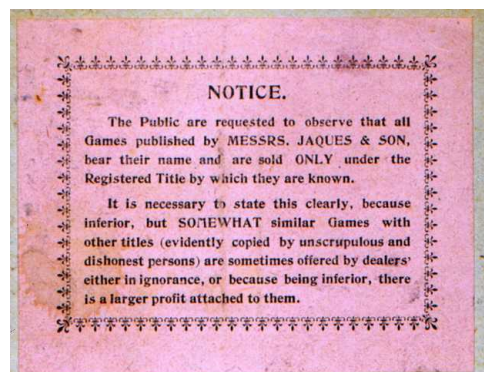 NOTICE.
The Public are requested to observe that all
Games published by MESSRS. JAQUES & SON,
bear their name and are sold ONLY under the
Registered Title by which they are known.
It is necessary to state this clearly, because
inferior, but SOMEWHAT similar Games with
other titles (evidently copied by unscrupulous and
dishonest persons) are sometimes offered by dealers'
either in ignorance, or because being inferior, there
is a larger profit attached to them.